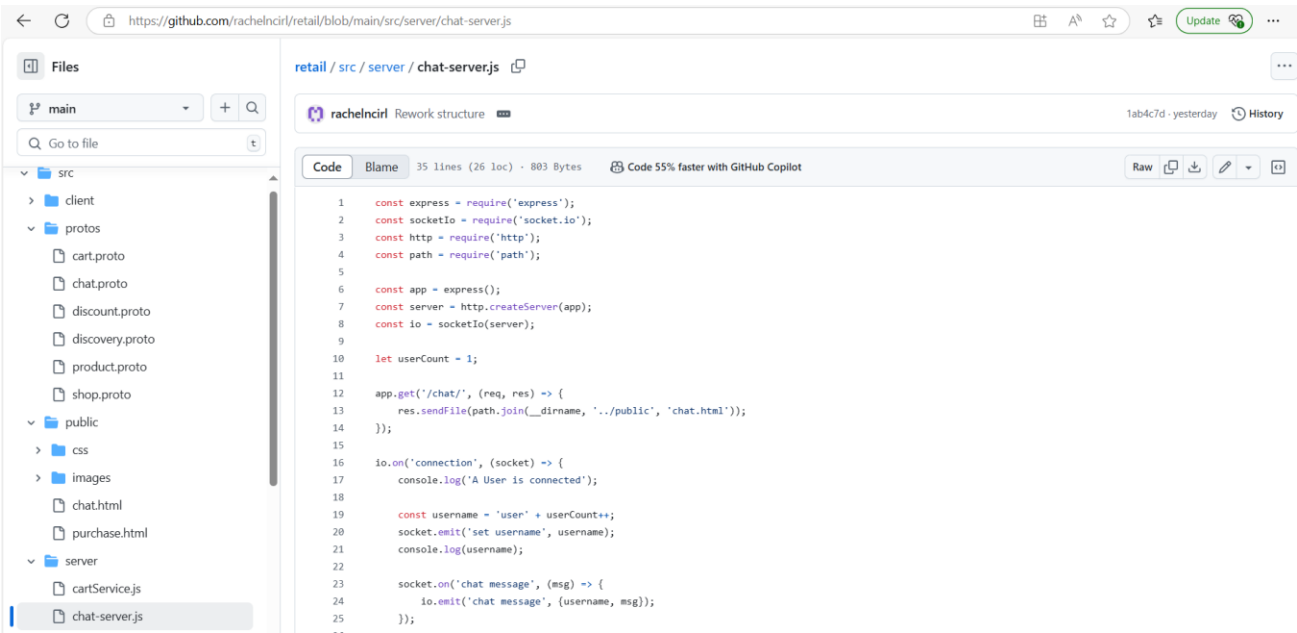 https://github.com/rachelncirl/retail/blob/main/src/server/chat-server.js
Update
Files
main
Go to file
t
src
client
protos
cart.proto
chat.proto
discount.proto
discovery.proto
product.proto
shop.proto
public
css
images
chat.html
purchase.html
server
cartService.js
chat-server.js
retail / src / server / chat-server.js
rachelncirl Rework structure
1ab4c7d · yesterday
History
Code Blame 35 lines (26 loc) · 803 Bytes Code 55% faster with GitHub Copilot
Raw
1 const express = require('express');
2 const socketIo = require('socket.io');
3 const http = require('http');
4 const path = require('path');
5
6 const app = express();
7 const server = http.createServer(app);
8 const io = socketIo(server);
9
10 let userCount = 1;
11
12 app.get('/chat/', (req, res) => {
13 res.sendFile(path.join(__dirname, '../public', 'chat.html'));
14 });
15
16 io.on('connection', (socket) => {
17 console.log('A User is connected');
18
19 const username = 'user' + userCount++;
20 socket.emit('set username', username);
21 console.log(username);
22
23 socket.on('chat message', (msg) => {
24 io.emit('chat message', {username, msg});
25 });